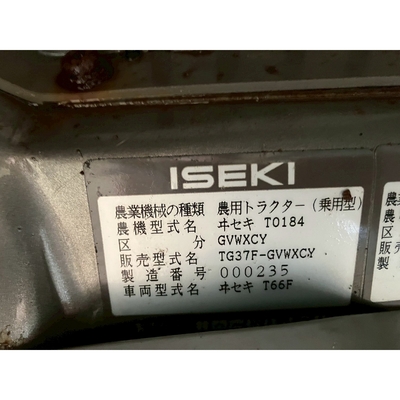 ISEKI
農業機械の種類 農用トラクター(乗用型)
農機型式名 ヰセキ T0184
区分 GVWXCY
販売型式名 TG37F-GVWXCY
製造番号 000235
車両型式名 ヰセキ T66F